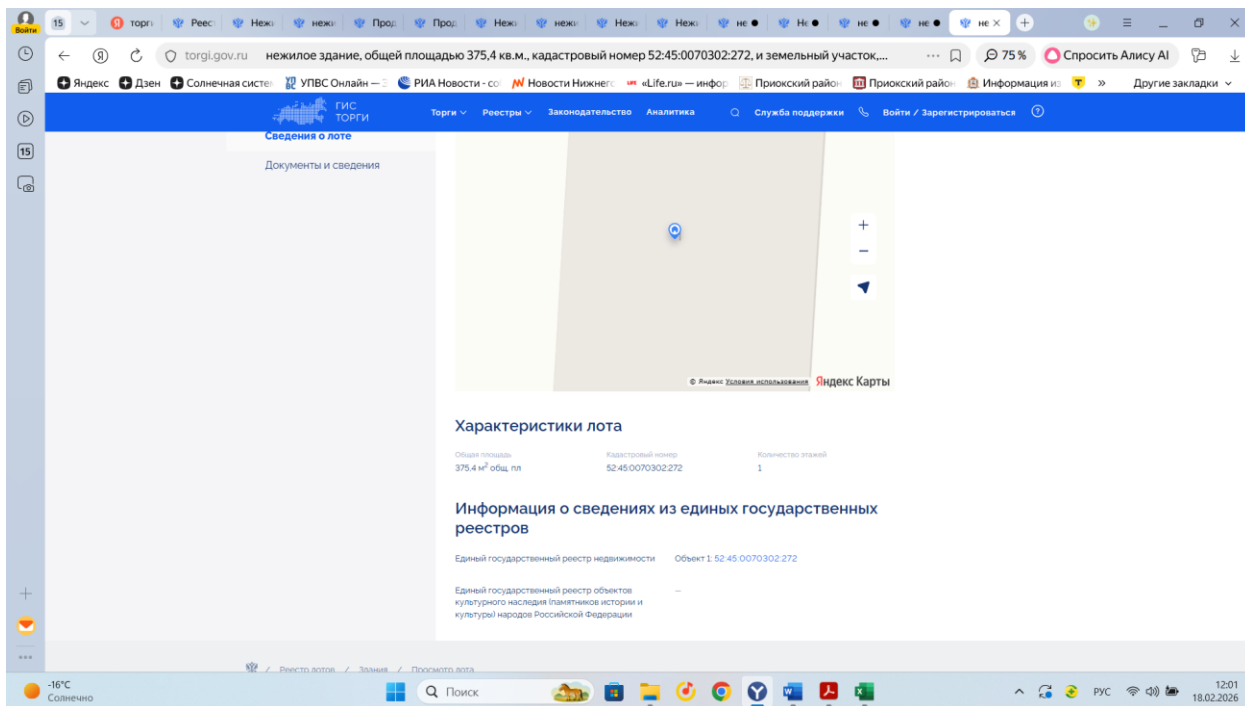 Войти
15
торги
Реест
Нежи
нежи
Прод
Прод
Нежи
нежи
Нежи
Нежи
не
Не
не
не
не
torgi.gov.ru
нежилое здание, общей площадью 375,4 кв.м., кадастровый номер 52:45:0070302:272, и земельный участок,...
75 %
Спросить Алису AI
Яндекс
Дзен
Солнечная систе
УПВС Онлайн —
РИА Новости - со
Новости Нижнег
«Life.ru» — инфор
Приокский район
Приокский район
Информация из
Другие закладки
15
ГИС
ТОРГИ
Торги
Реестры
Законодательство
Аналитика
Служба поддержки
Войти / Зарегистрироваться
Сведения о лоте
Документы и сведения
© Яндекс Условия использования Яндекс Карты
Характеристики лота
Общая площадь
Кадастровый номер
Количество этажей
375,4 м² общ. пл
52:45:0070302:272
1
Информация о сведениях из единых государственных
реестров
Единый государственный реестр недвижимости
Объект 1: 52:45:0070302:272
Единый государственный реестр объектов
культурного наследия (памятников истории и
культуры) народов Российской Федерации
—
/ Реестр лотов / Здания / Просмотр лота
-16°C
Солнечно
Поиск
РУС
12:01
18.02.2026